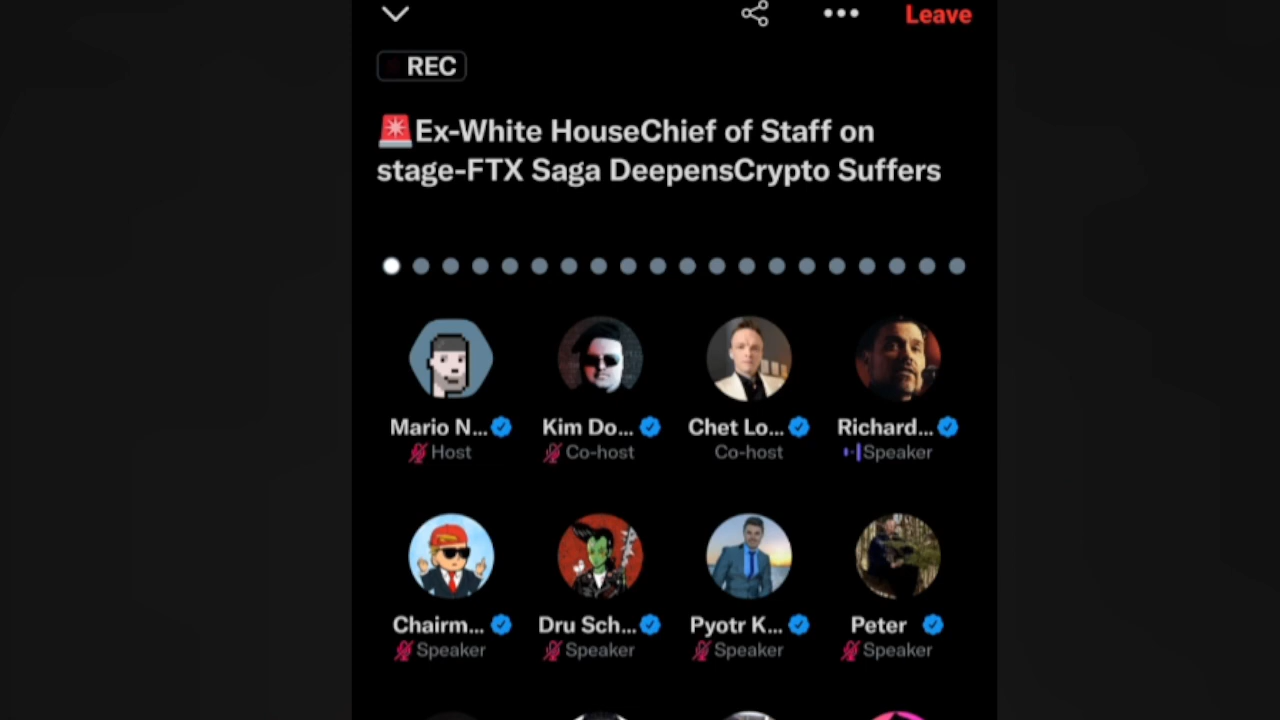 Leave
REC
🚨Ex-White HouseChief of Staff on
stage-FTX Saga DeepensCrypto Suffers
Mario N... Kim Do... Chet Lo... Richard...
Host Co-host Co-host Speaker
Chairm... Dru Sch... Pyotr K... Peter
Speaker Speaker Speaker Speaker